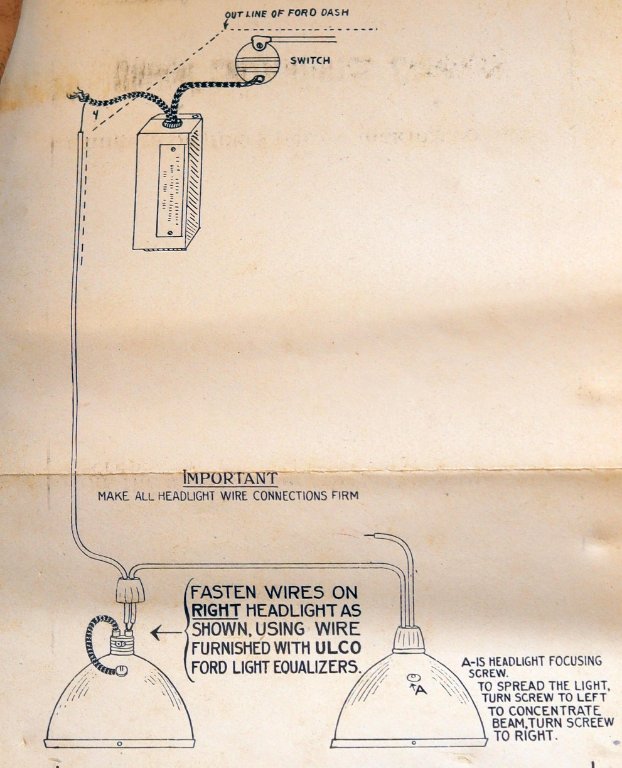 OUT LINE OF FORD DASH
SWITCH
IMPORTANT
MAKE ALL HEADLIGHT WIRE CONNECTIONS FIRM
FASTEN WIRES ON
RIGHT HEADLIGHT AS
SHOWN, USING WIRE
FURNISHED WITH ULCO
FORD LIGHT EQUALIZERS.
A
A-IS HEADLIGHT FOCUSING
SCREW.
TO SPREAD THE LIGHT,
TURN SCREW TO LEFT
TO CONCENTRATE
BEAM, TURN SCREEW
TO RIGHT.